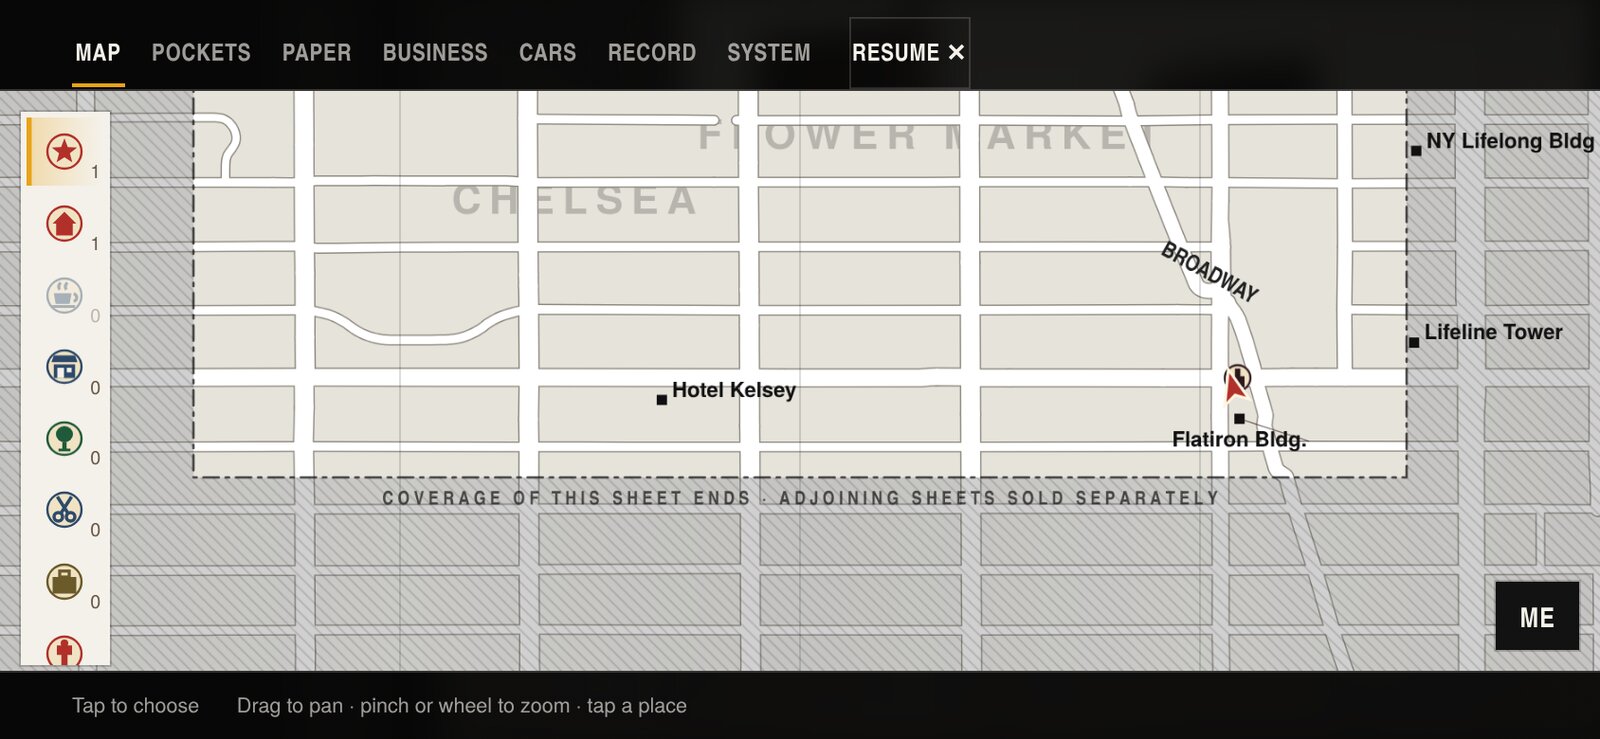 MAP POCKETS PAPER BUSINESS CARS RECORD SYSTEM RESUME ✕
FLOWER MARKET
NY Lifelong Bldg
1
CHELSEA
1
BROADWAY
0
Lifeline Tower
0
Hotel Kelsey
Flatiron Bldg.
0
COVERAGE OF THIS SHEET ENDS · ADJOINING SHEETS SOLD SEPARATELY
0
0
ME
Tap to choose Drag to pan · pinch or wheel to zoom · tap a place